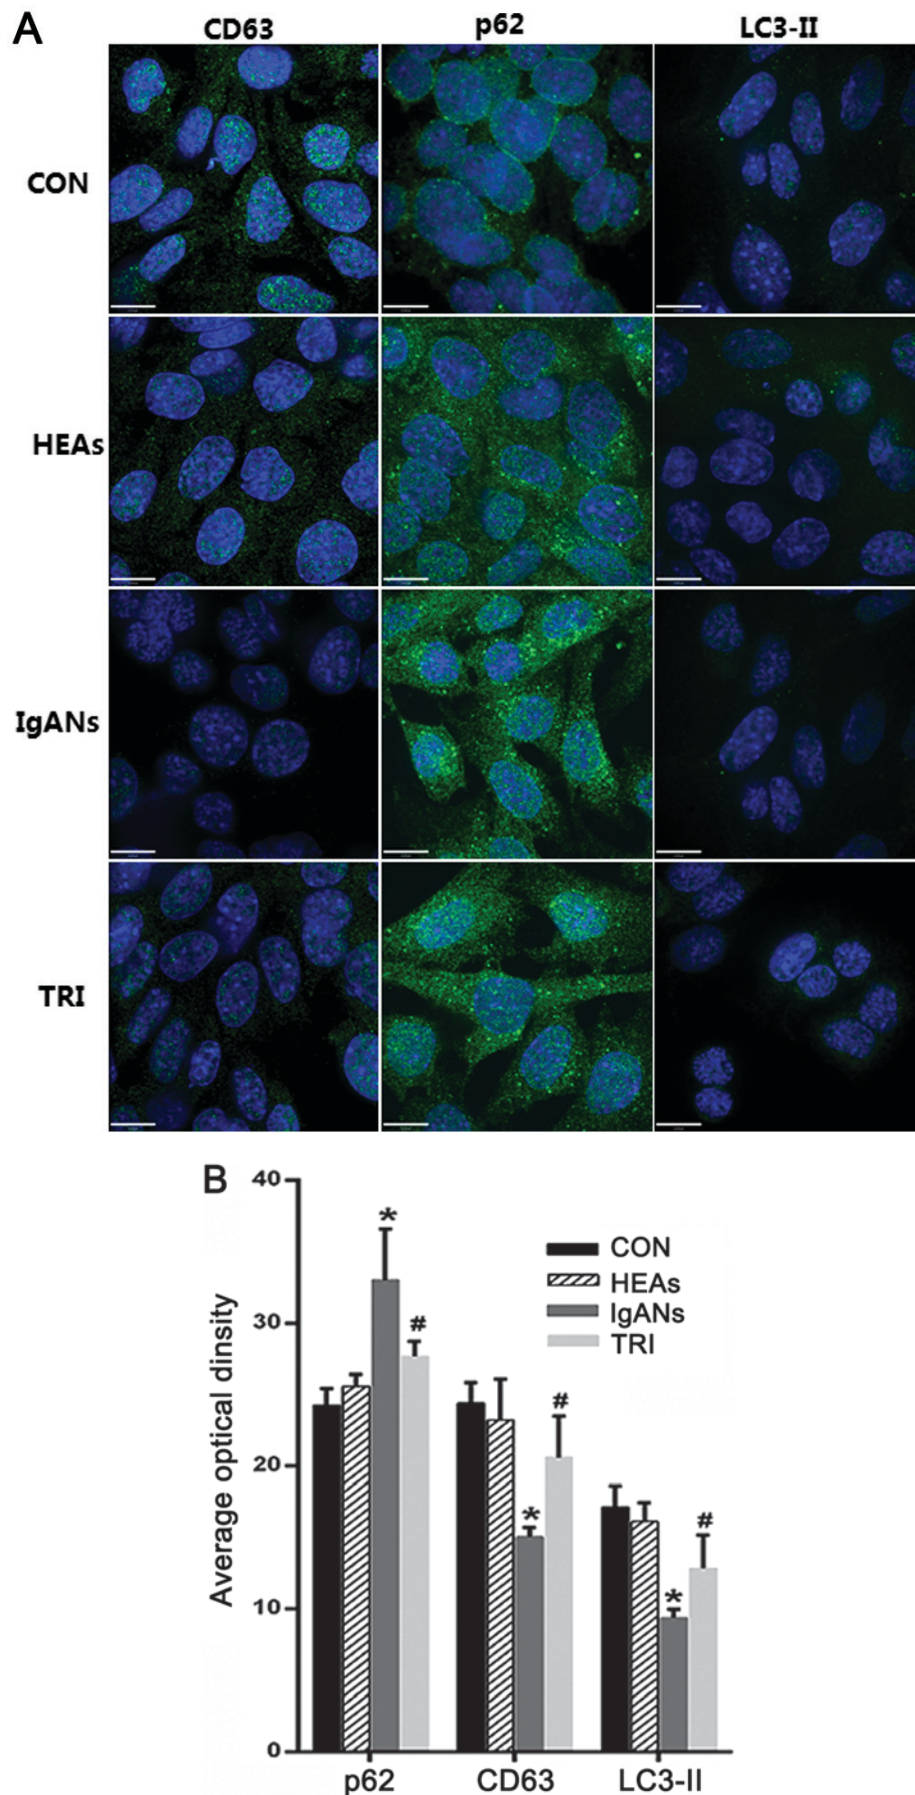 A
CD63 p62 LC3-II
CON
HEAs
IgANs
TRI
B
40
30
20
10
0
Average optical dinsity
* # * # * #
CON
HEAs
IgANs
TRI
p62 CD63 LC3-II